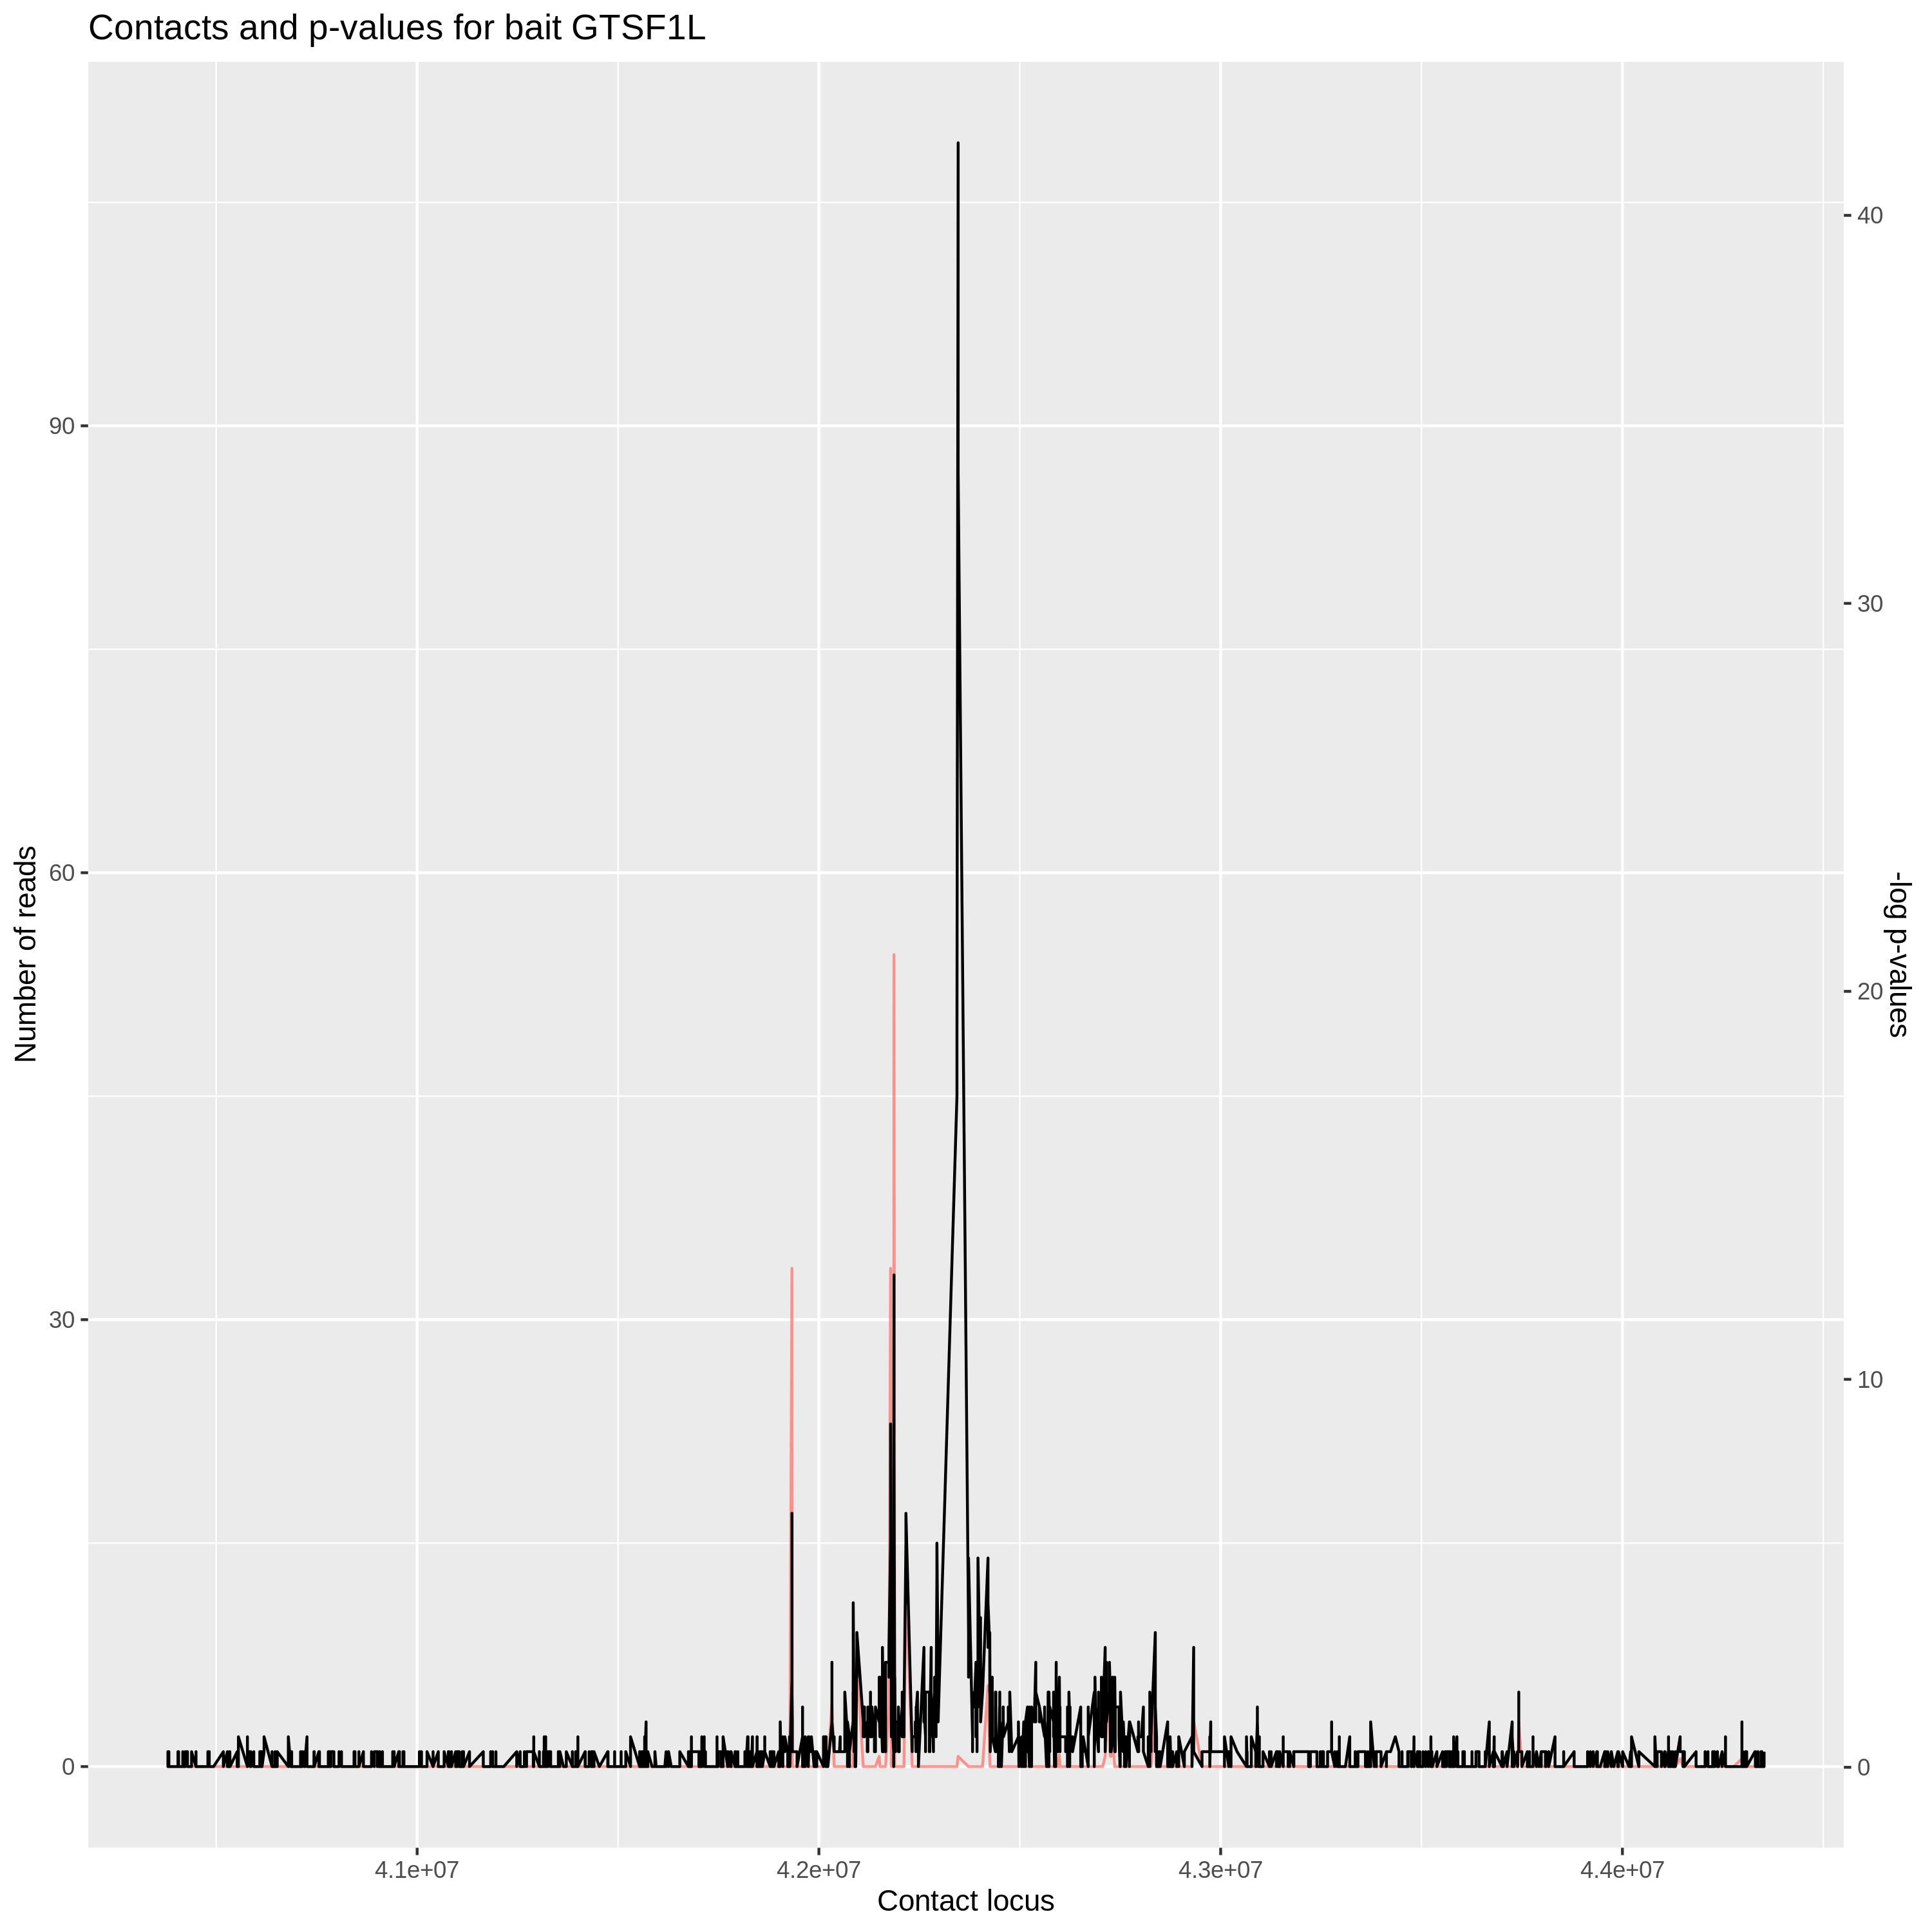 Contacts and p-values for bait GTSF1L
Number of reads
90
60
30
0
40
30
20
10
0
-log p-values
4.1e+07
4.2e+07
4.3e+07
4.4e+07
Contact locus